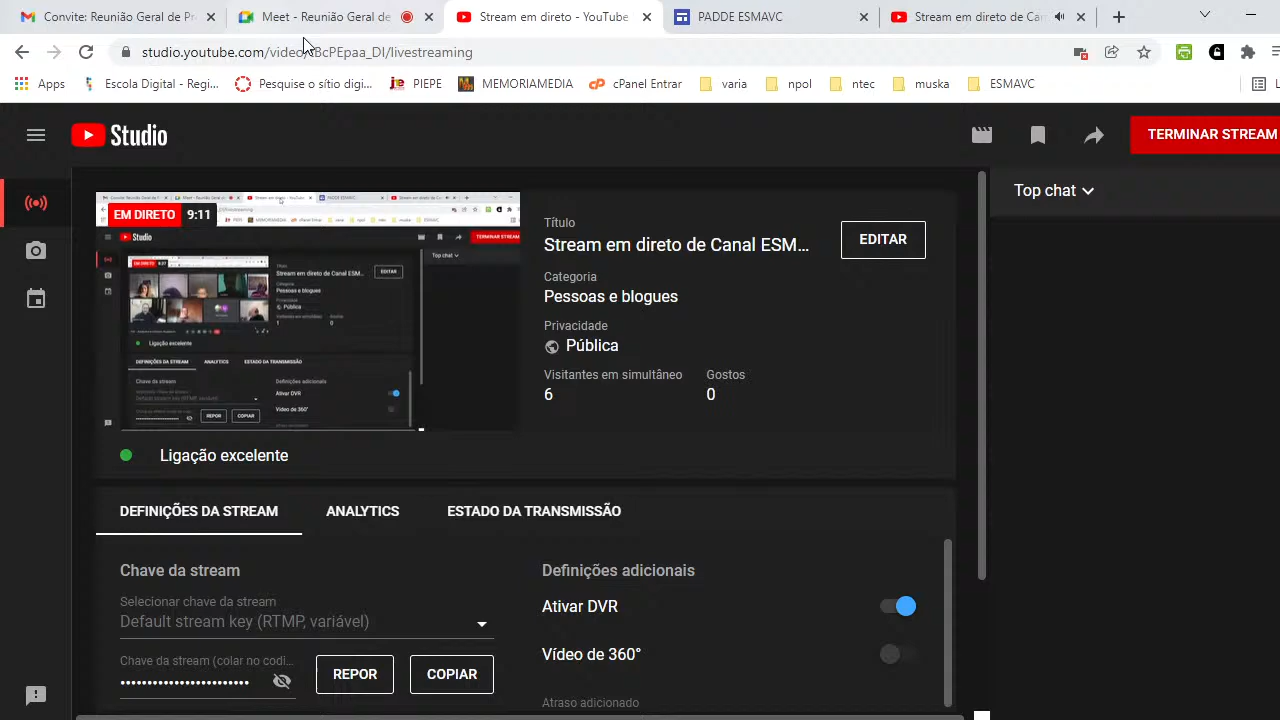 Convite: Reunião Geral de Pr
Meet - Reunião Geral de
Stream em direto - YouTube
PADDE ESMAVC
Stream em direto de Can
studio.youtube.com/video/ BcPEpaa_DI/livestreaming
Apps
Escola Digital - Regi...
Pesquise o sítio digi...
PIEPE
MEMORIAMEDIA
cPanel Entrar
varia
npol
ntec
muska
ESMAVC
Studio
TERMINAR STREAM
Top chat
EM DIRETO 9:11
Título
Stream em direto de Canal ESM...
EDITAR
Categoria
Pessoas e blogues
Privacidade
Pública
Visitantes em simultâneo
Gostos
6
0
Ligação excelente
DEFINIÇÕES DA STREAM
ANALYTICS
ESTADO DA TRANSMISSÃO
Chave da stream
Definições adicionais
Selecionar chave da stream
Default stream key (RTMP, variável)
Ativar DVR
Chave da stream (colar no codi...
REPOR
COPIAR
Vídeo de 360°
Atraso adicionado